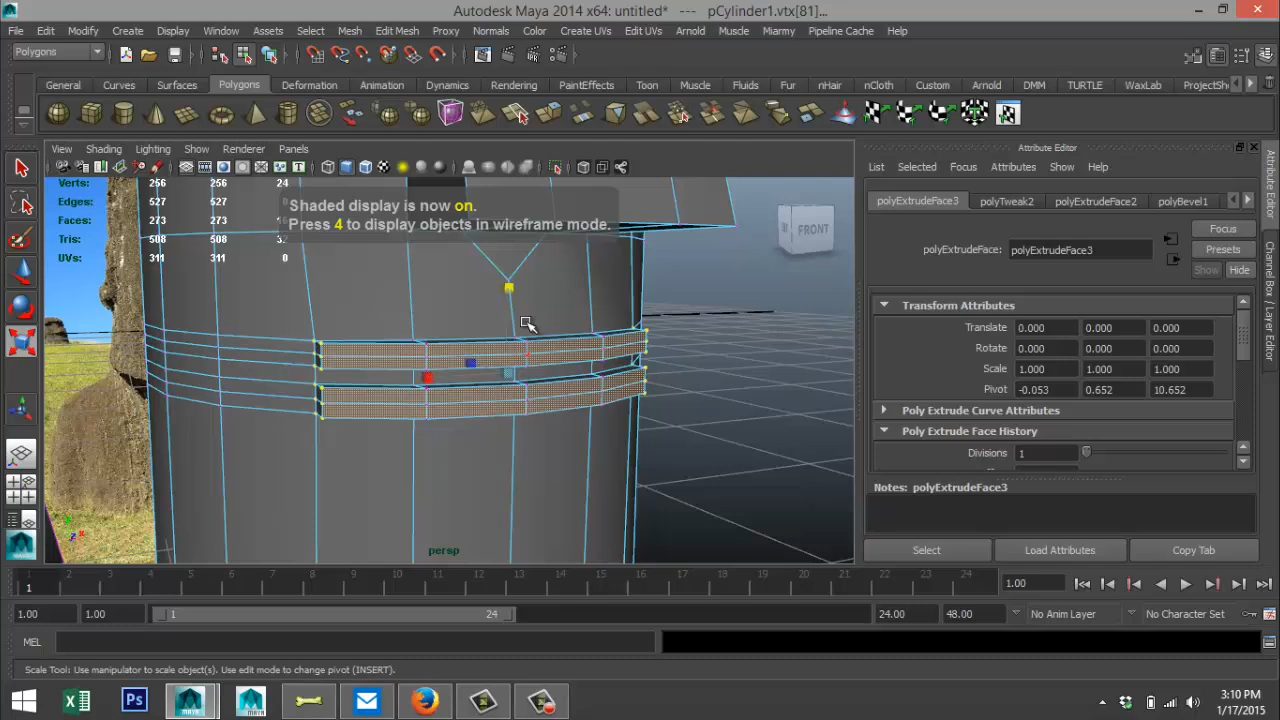 Autodesk Maya 2014 x64: untitled* --- pCylinder1.vtx[81]...
File Edit Modify Create Display Window Assets Select Mesh Edit Mesh Proxy Normals Color Create UVs Edit UVs Arnold Muscle Miarmy Pipeline Cache Help
Polygons
General Curves Surfaces Polygons Deformation Animation Dynamics Rendering PaintEffects Toon Muscle Fluids Fur nHair nCloth Custom Arnold DMM TURTLE WaxLab ProjectSh
View Shading Lighting Show Renderer Panels
Attribute Editor
List Selected Focus Attributes Show Help
Verts: 256 256 24
Edges: 527 527
Faces: 273 273
Tris: 508 508
UVs: 311 311 0
Shaded display is now on.
Press 4 to display objects in wireframe mode.
FRONT
persp
polyExtrudeFace3 polyTweak2 polyExtrudeFace2 polyBevel1
polyExtrudeFace: polyExtrudeFace3
Focus
Presets
Show Hide
Transform Attributes
Translate 0.000 0.000 0.000
Rotate 0.000 0.000 0.000
Scale 1.000 1.000 1.000
Pivot -0.053 0.652 10.652
Poly Extrude Curve Attributes
Poly Extrude Face History
Divisions 1
Notes: polyExtrudeFace3
Select Load Attributes Copy Tab
Attribute Editor
Channel Box / Layer Editor
1 2 3 4 5 6 7 8 9 10 11 12 13 14 15 16 17 18 19 20 21 22 23 24
1
1.00
1.00 1.00 1 24 24.00 48.00 No Anim Layer No Character Set
MEL
Scale Tool: Use manipulator to scale object(s). Use edit mode to change pivot (INSERT).
3:10 PM
1/17/2015